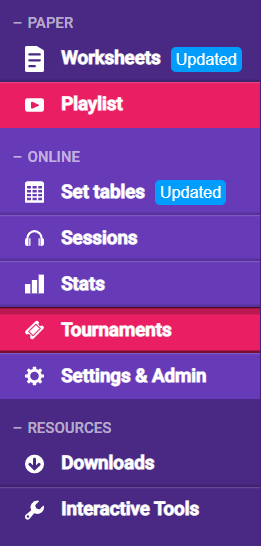 – PAPER
Worksheets Updated
Playlist
– ONLINE
Set tables Updated
Sessions
Stats
Tournaments
Settings & Admin
– RESOURCES
Downloads
Interactive Tools